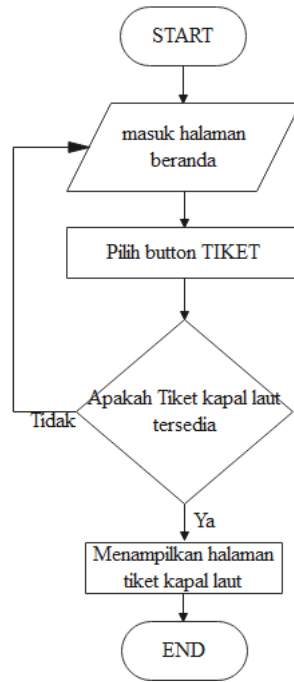 START
masuk halaman
beranda
Pilih button TIKET
Apakah Tiket kapal laut
tersedia
Tidak
Ya
Menampilkan halaman
tiket kapal laut
END